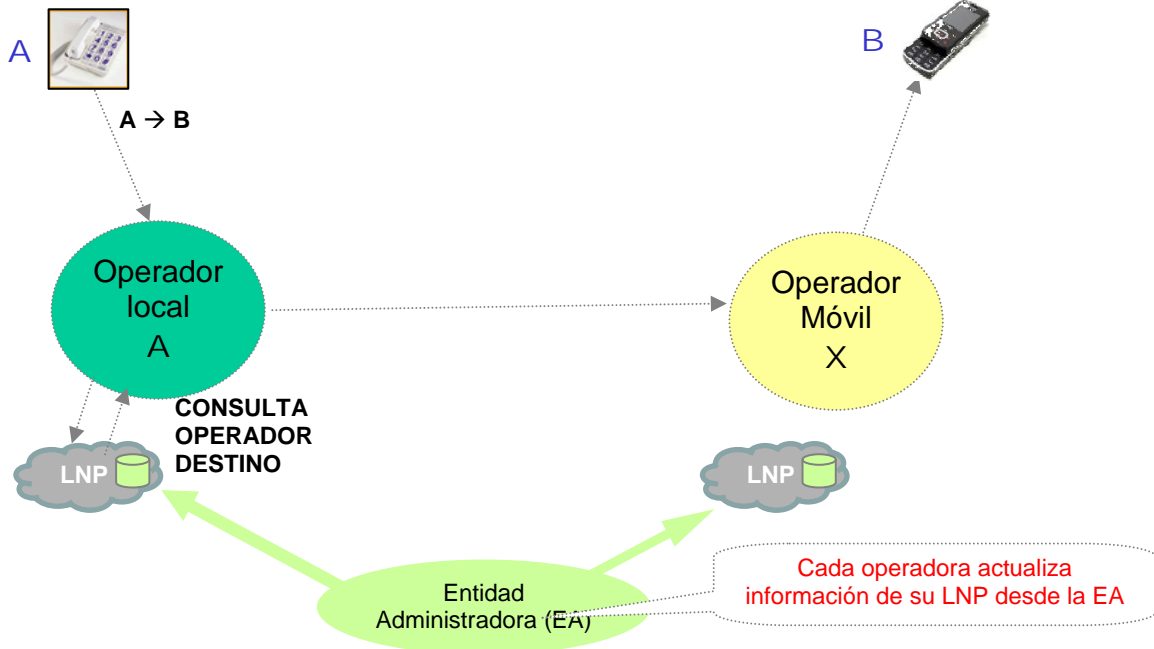 A
B
A → B
Operador
local
A
Operador
Móvil
X
CONSULTA
OPERADOR
DESTINO
LNP
LNP
Entidad
Administradora (EA)
Cada operadora actualiza
información de su LNP desde la EA